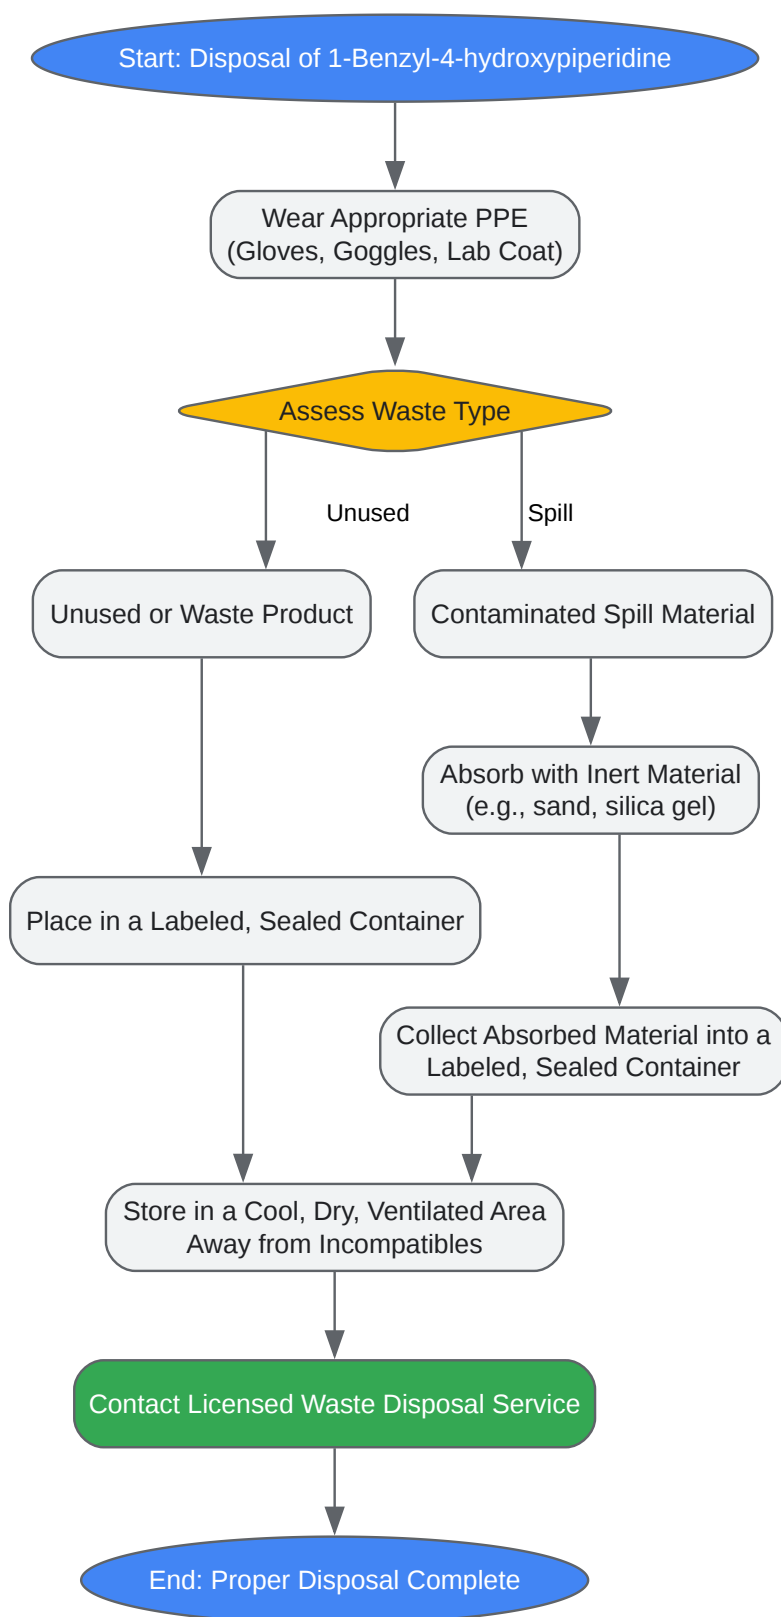 Start: Disposal of 1-Benzyl-4-hydroxypiperidine
Wear Appropriate PPE
(Gloves, Goggles, Lab Coat)
Assess Waste Type
Unused
Spill
Unused or Waste Product
Contaminated Spill Material
Absorb with Inert Material
(e.g., sand, silica gel)
Place in a Labeled, Sealed Container
Collect Absorbed Material into a
Labeled, Sealed Container
Store in a Cool, Dry, Ventilated Area
Away from Incompatibles
Contact Licensed Waste Disposal Service
End: Proper Disposal Complete